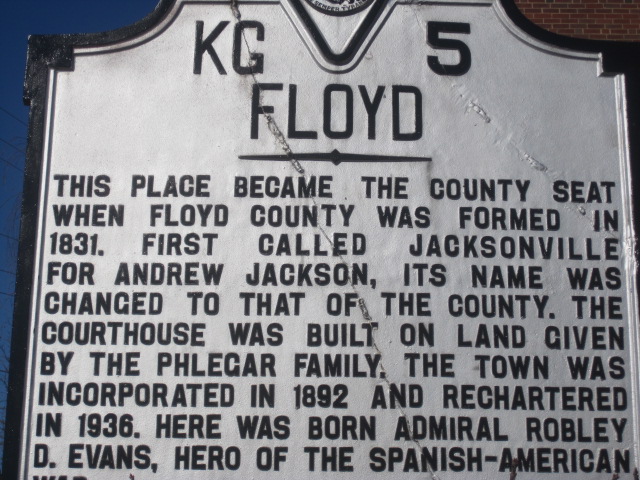 KG 5
FLOYD
THIS PLACE BECAME THE COUNTY SEAT
WHEN FLOYD COUNTY WAS FORMED IN
1831. FIRST CALLED JACKSONVILLE
FOR ANDREW JACKSON, ITS NAME WAS
CHANGED TO THAT OF THE COUNTY. THE
COURTHOUSE WAS BUILT ON LAND GIVEN
BY THE PHLEGAR FAMILY. THE TOWN WAS
INCORPORATED IN 1892 AND RECHARTERED
IN 1936. HERE WAS BORN ADMIRAL ROBLEY
D. EVANS, HERO OF THE SPANISH-AMERICAN